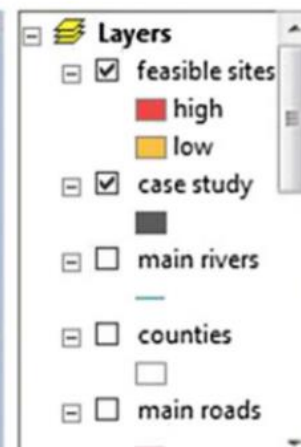 Layers
feasible sites
high
low
case study
main rivers
counties
main roads